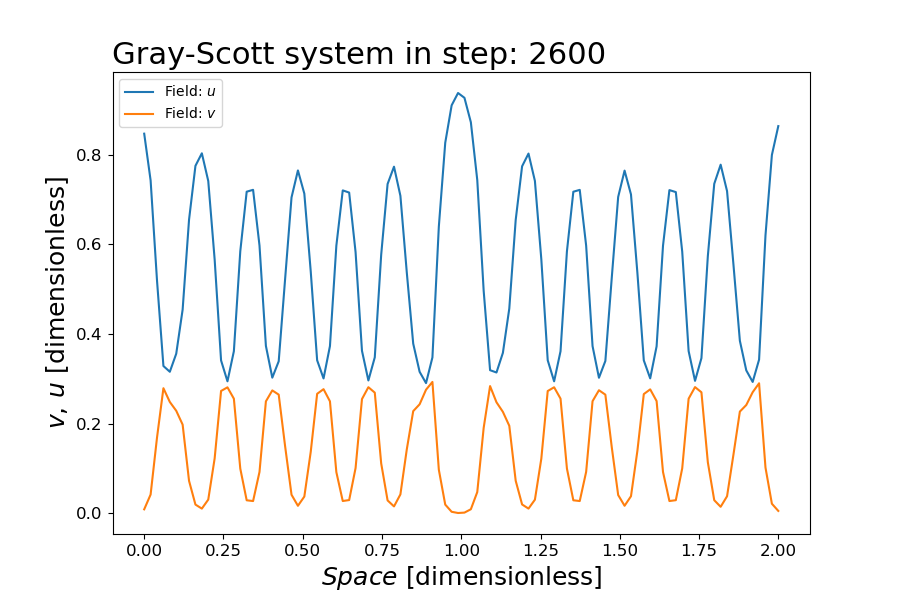 Gray-Scott system in step: 2600
Field: u
Field: v
v, u [dimensionless]
0.8
0.6
0.4
0.2
0.0
0.00 0.25 0.50 0.75 1.00 1.25 1.50 1.75 2.00
Space [dimensionless]